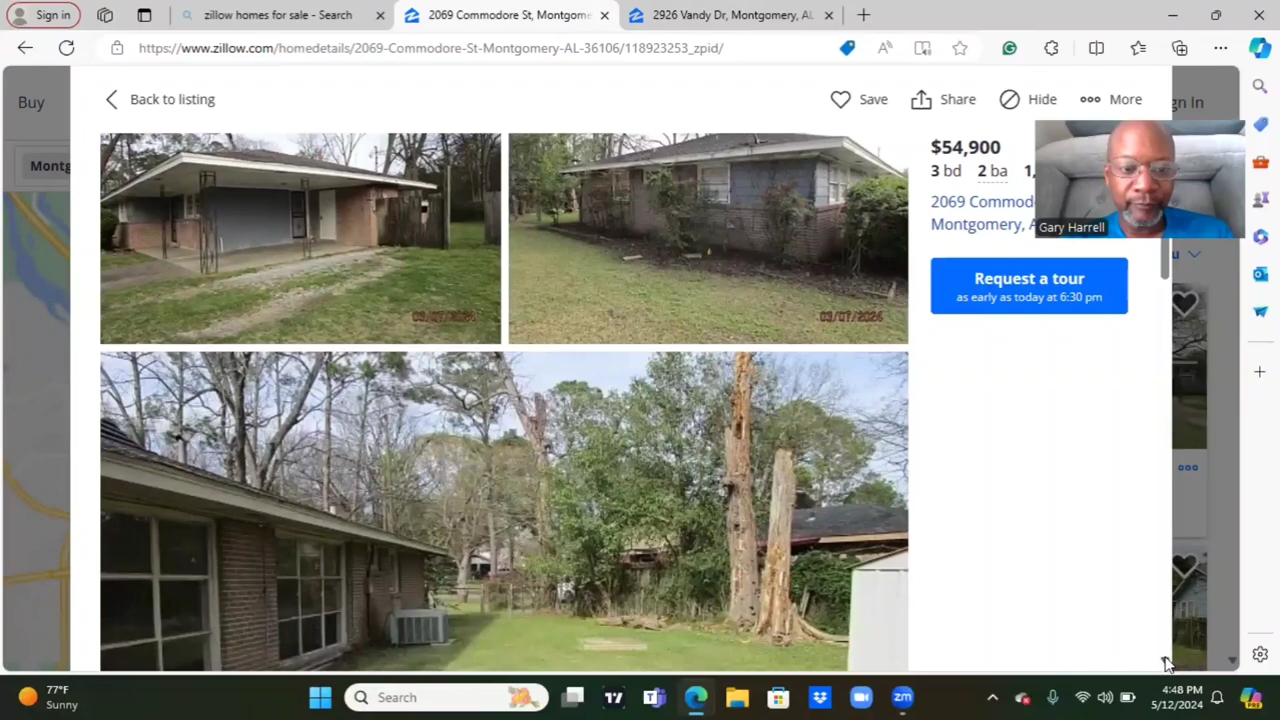 Sign in
zillow homes for sale - Search
2069 Commodore St, Montgome
2926 Vandy Dr, Montgomery, AL
https://www.zillow.com/homedetails/2069-Commodore-St-Montgomery-AL-36106/118923253_zpid/
Buy
Back to listing
Save
Share
Hide
More
gn In
Montg
$54,900
3 bd 2 ba 1,
2069 Commod
Montgomery, A
Gary Harrell
Request a tour
as early as today at 6:30 pm
03/07/2024
03/07/2024
77°F
Sunny
Search
zm
4:48 PM
5/12/2024